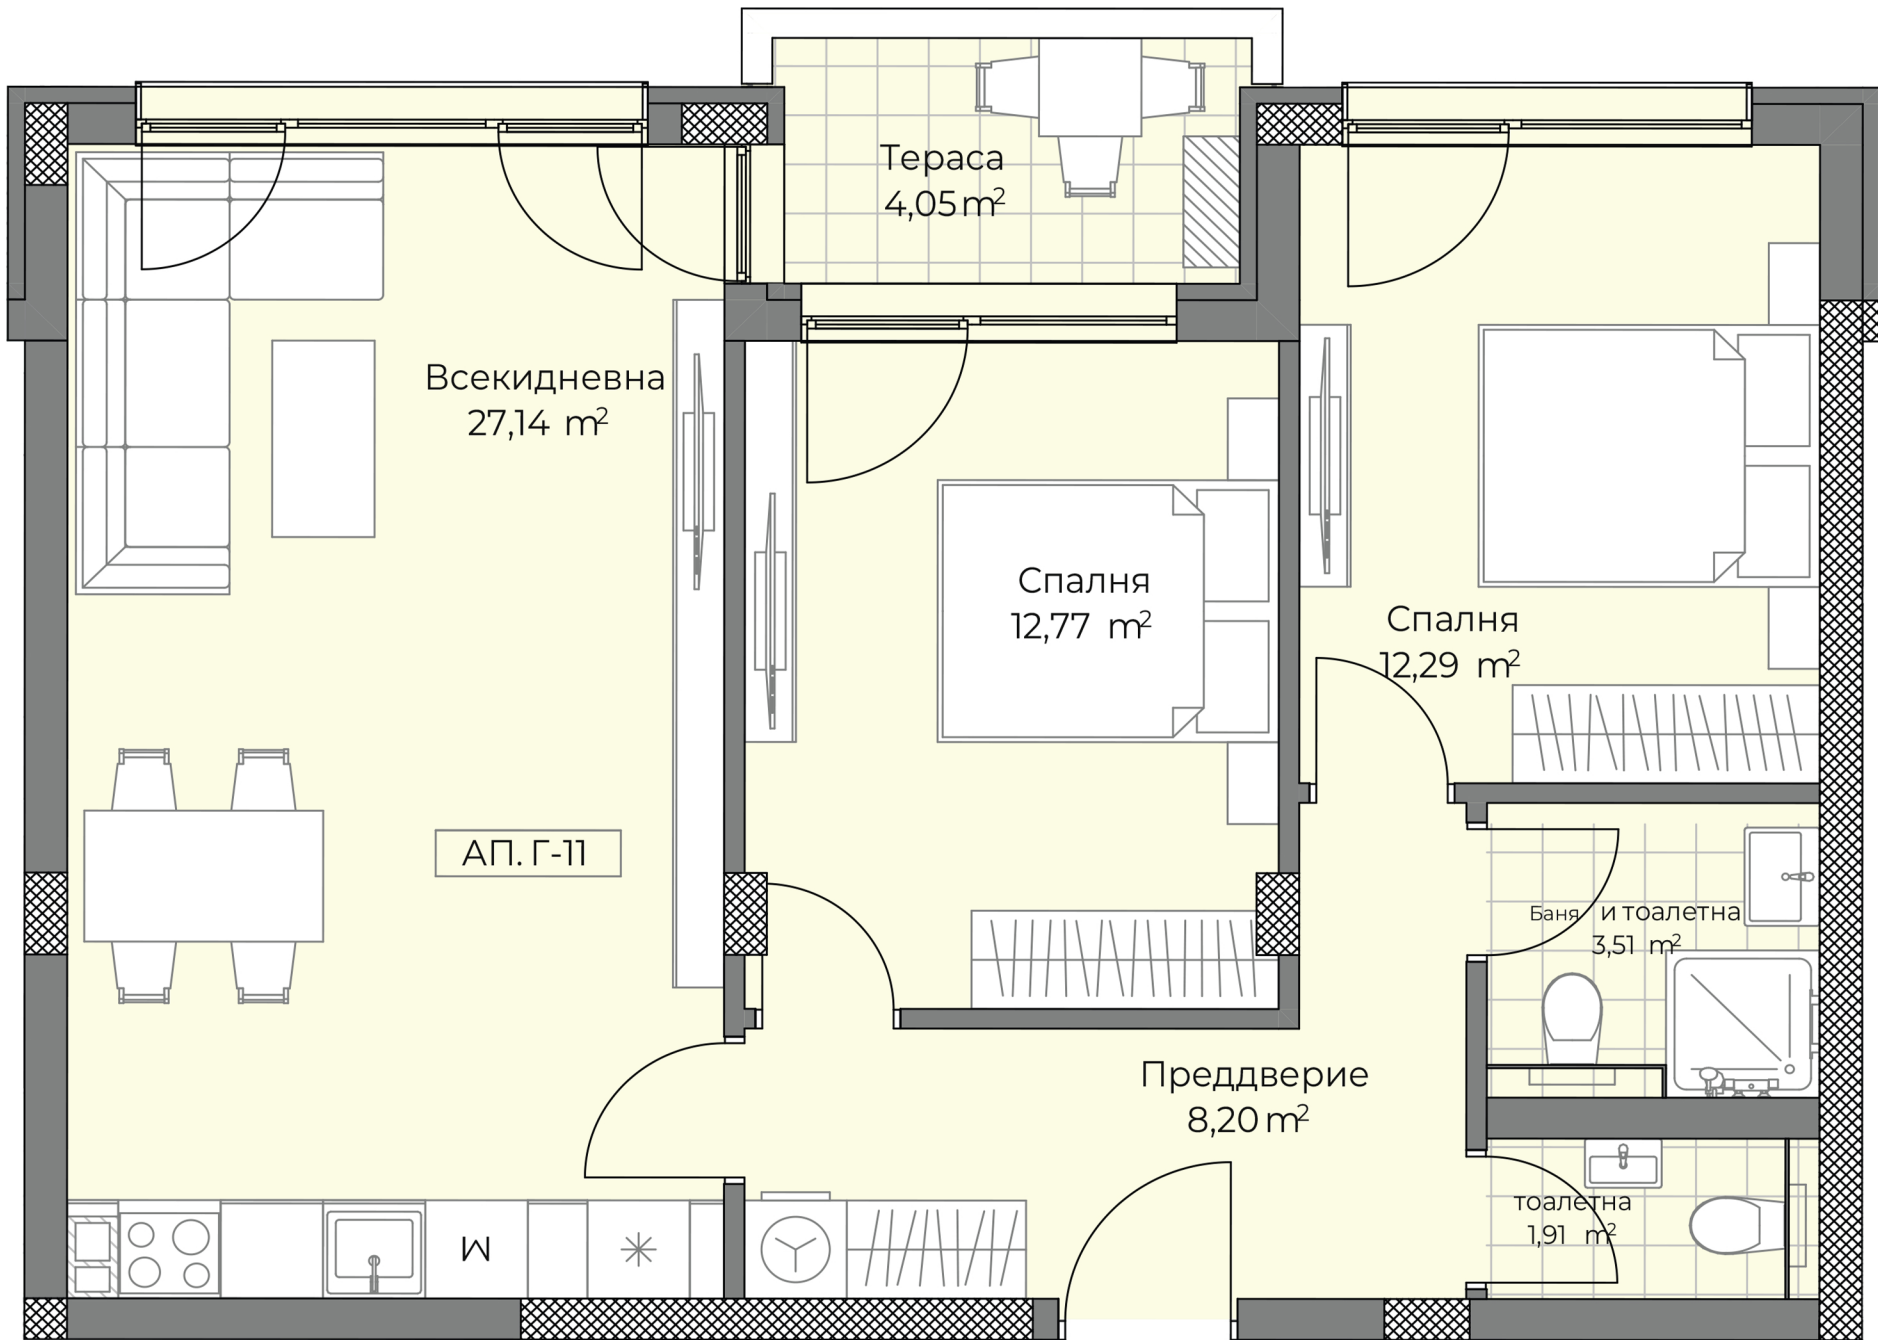 Тераса
4,05 m²
Всекидневна
27,14 m²
Спалня
12,77 m²
Спалня
12,29 m²
АП. Г-11
Баня и тоалетна
3,51 m²
Преддверие
8,20 m²
тоалетна
1,91 m²
М